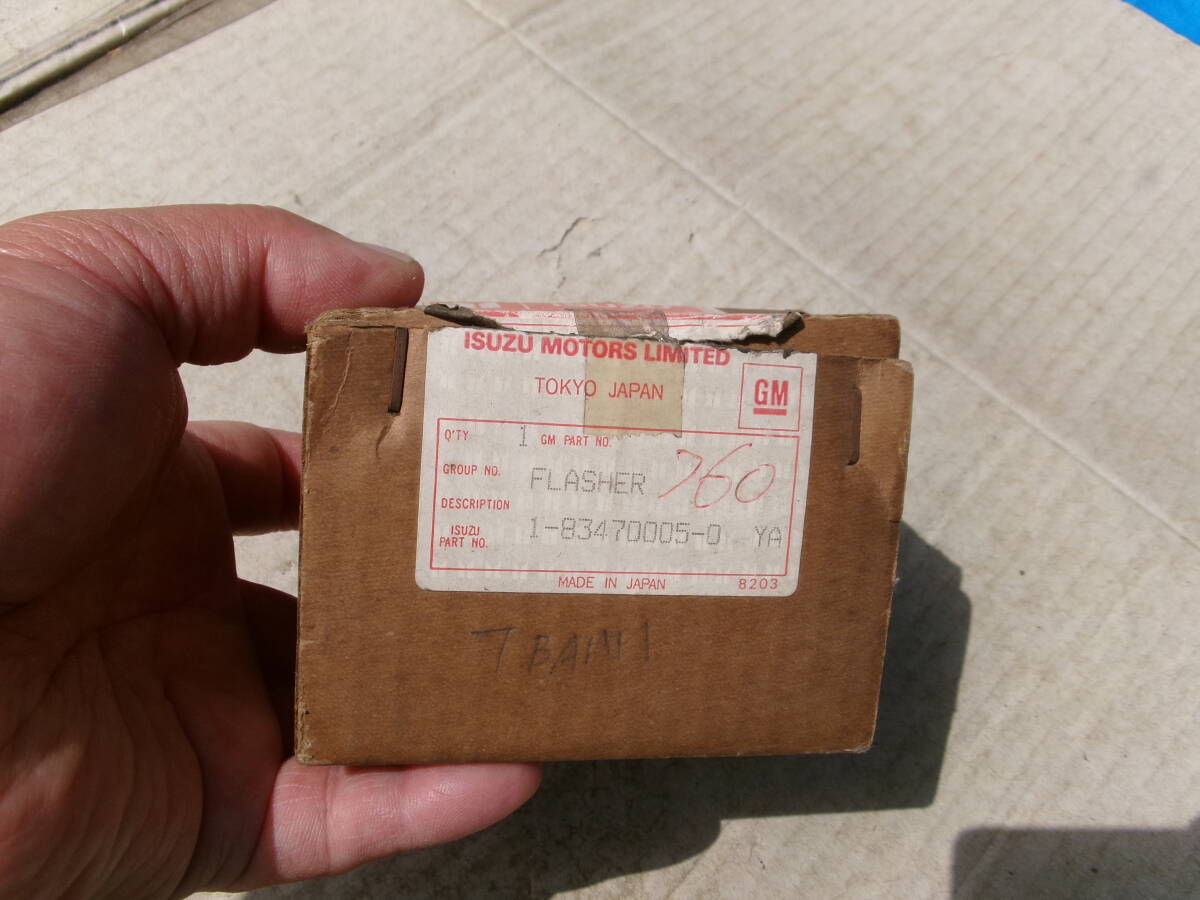 ISUZU MOTORS LIMITED
TOKYO JAPAN
GM
Q'TY 1 GM PART NO.
GROUP NO.
FLASHER 760
DESCRIPTION
ISUZU PART NO. 1-83470005-0 YA
MADE IN JAPAN 8203